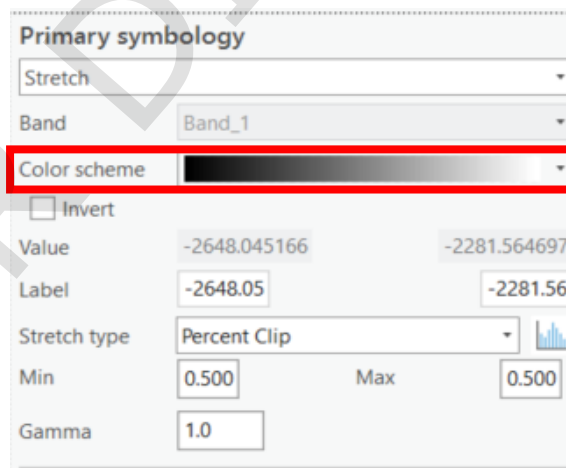 Primary symbology
Stretch
Band Band_1
Color scheme
Invert
Value -2648.045166 -2281.564697
Label -2648.05 -2281.56
Stretch type Percent Clip
Min 0.500 Max 0.500
Gamma 1.0